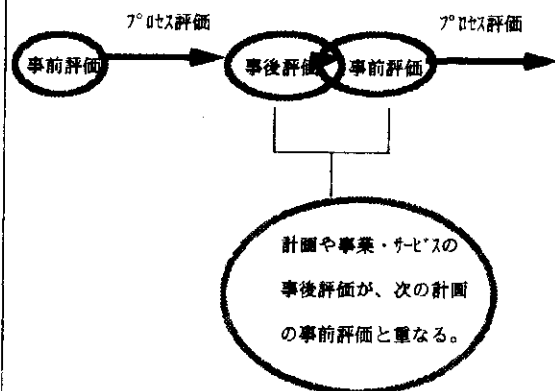 ﾌﾟﾛｾｽ評価 ﾌﾟﾛｾｽ評価
事前評価 事後評価 事前評価
計画や事業・ｻｰﾋﾞｽの
事後評価が、次の計画
の事前評価と重なる。